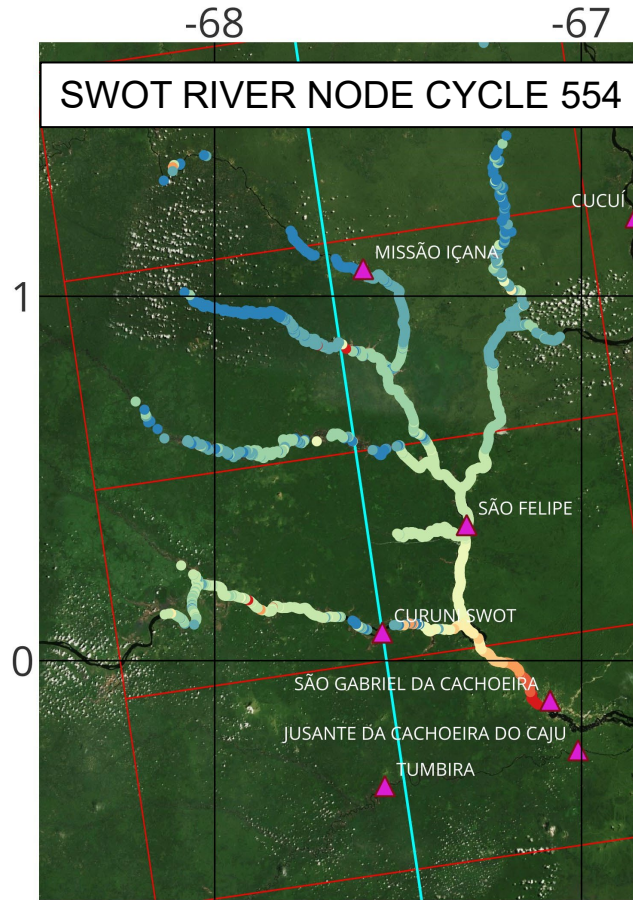 -68 -67
SWOT RIVER NODE CYCLE 554
CUCUÍ
MISSÃO IÇANA
1
SÃO FELIPE
CURUNI SWOT
0
SÃO GABRIEL DA CACHOEIRA
JUSANTE DA CACHOEIRA DO CAJU
TUMBIRA